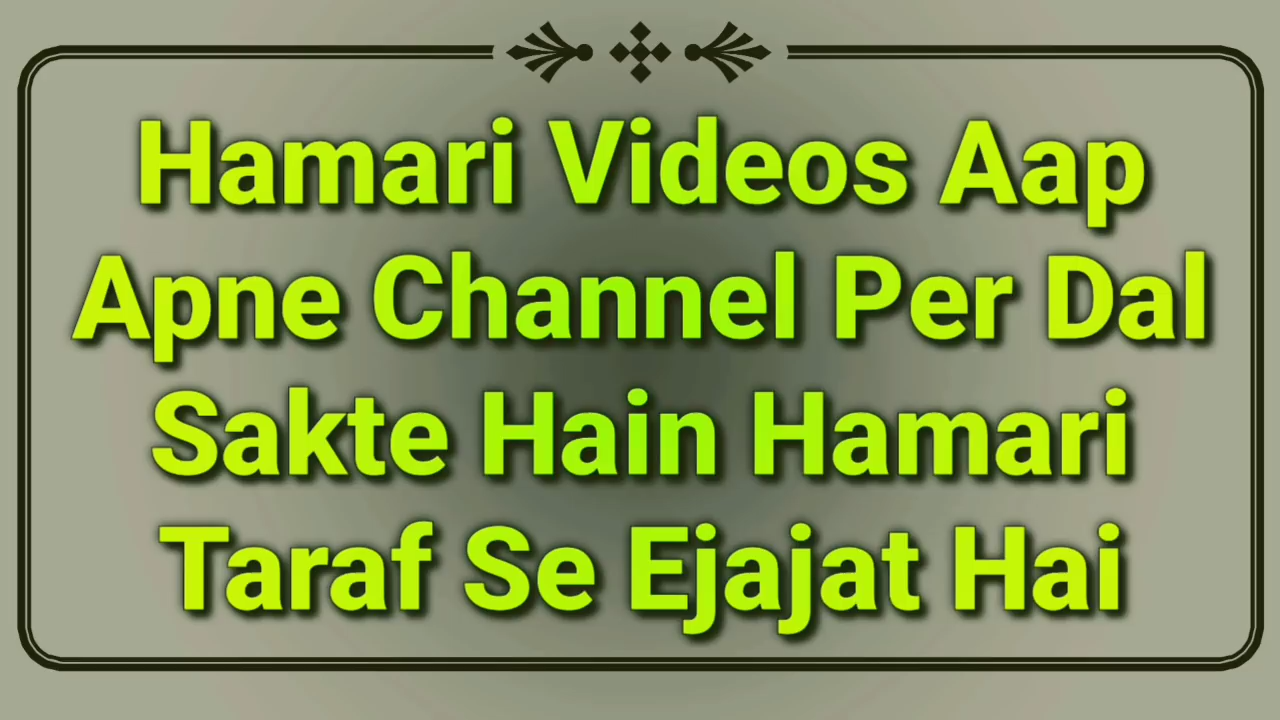 Hamari Videos Aap
Apne Channel Per Dal
Sakte Hain Hamari
Taraf Se Ejajat Hai